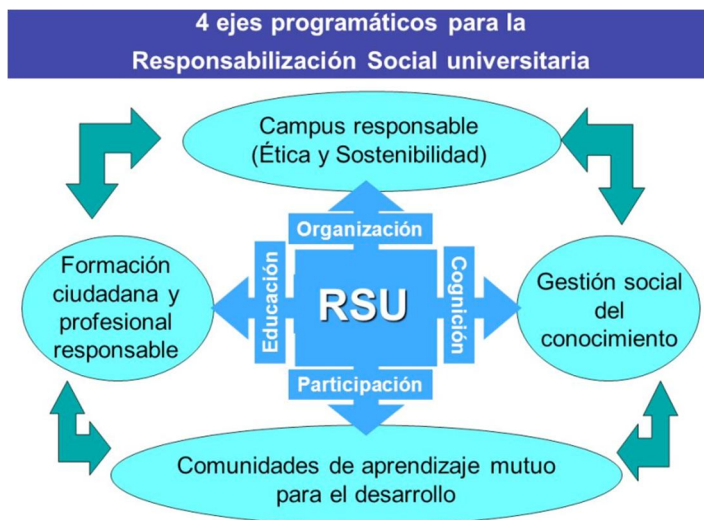 4 ejes programáticos para la
Responsabilización Social universitaria
Campus responsable
(Ética y Sostenibilidad)
Organización
Formación
ciudadana y
profesional
responsable
Educación
RSU
Cognición
Gestión social
del
conocimiento
Participación
Comunidades de aprendizaje mutuo
para el desarrollo